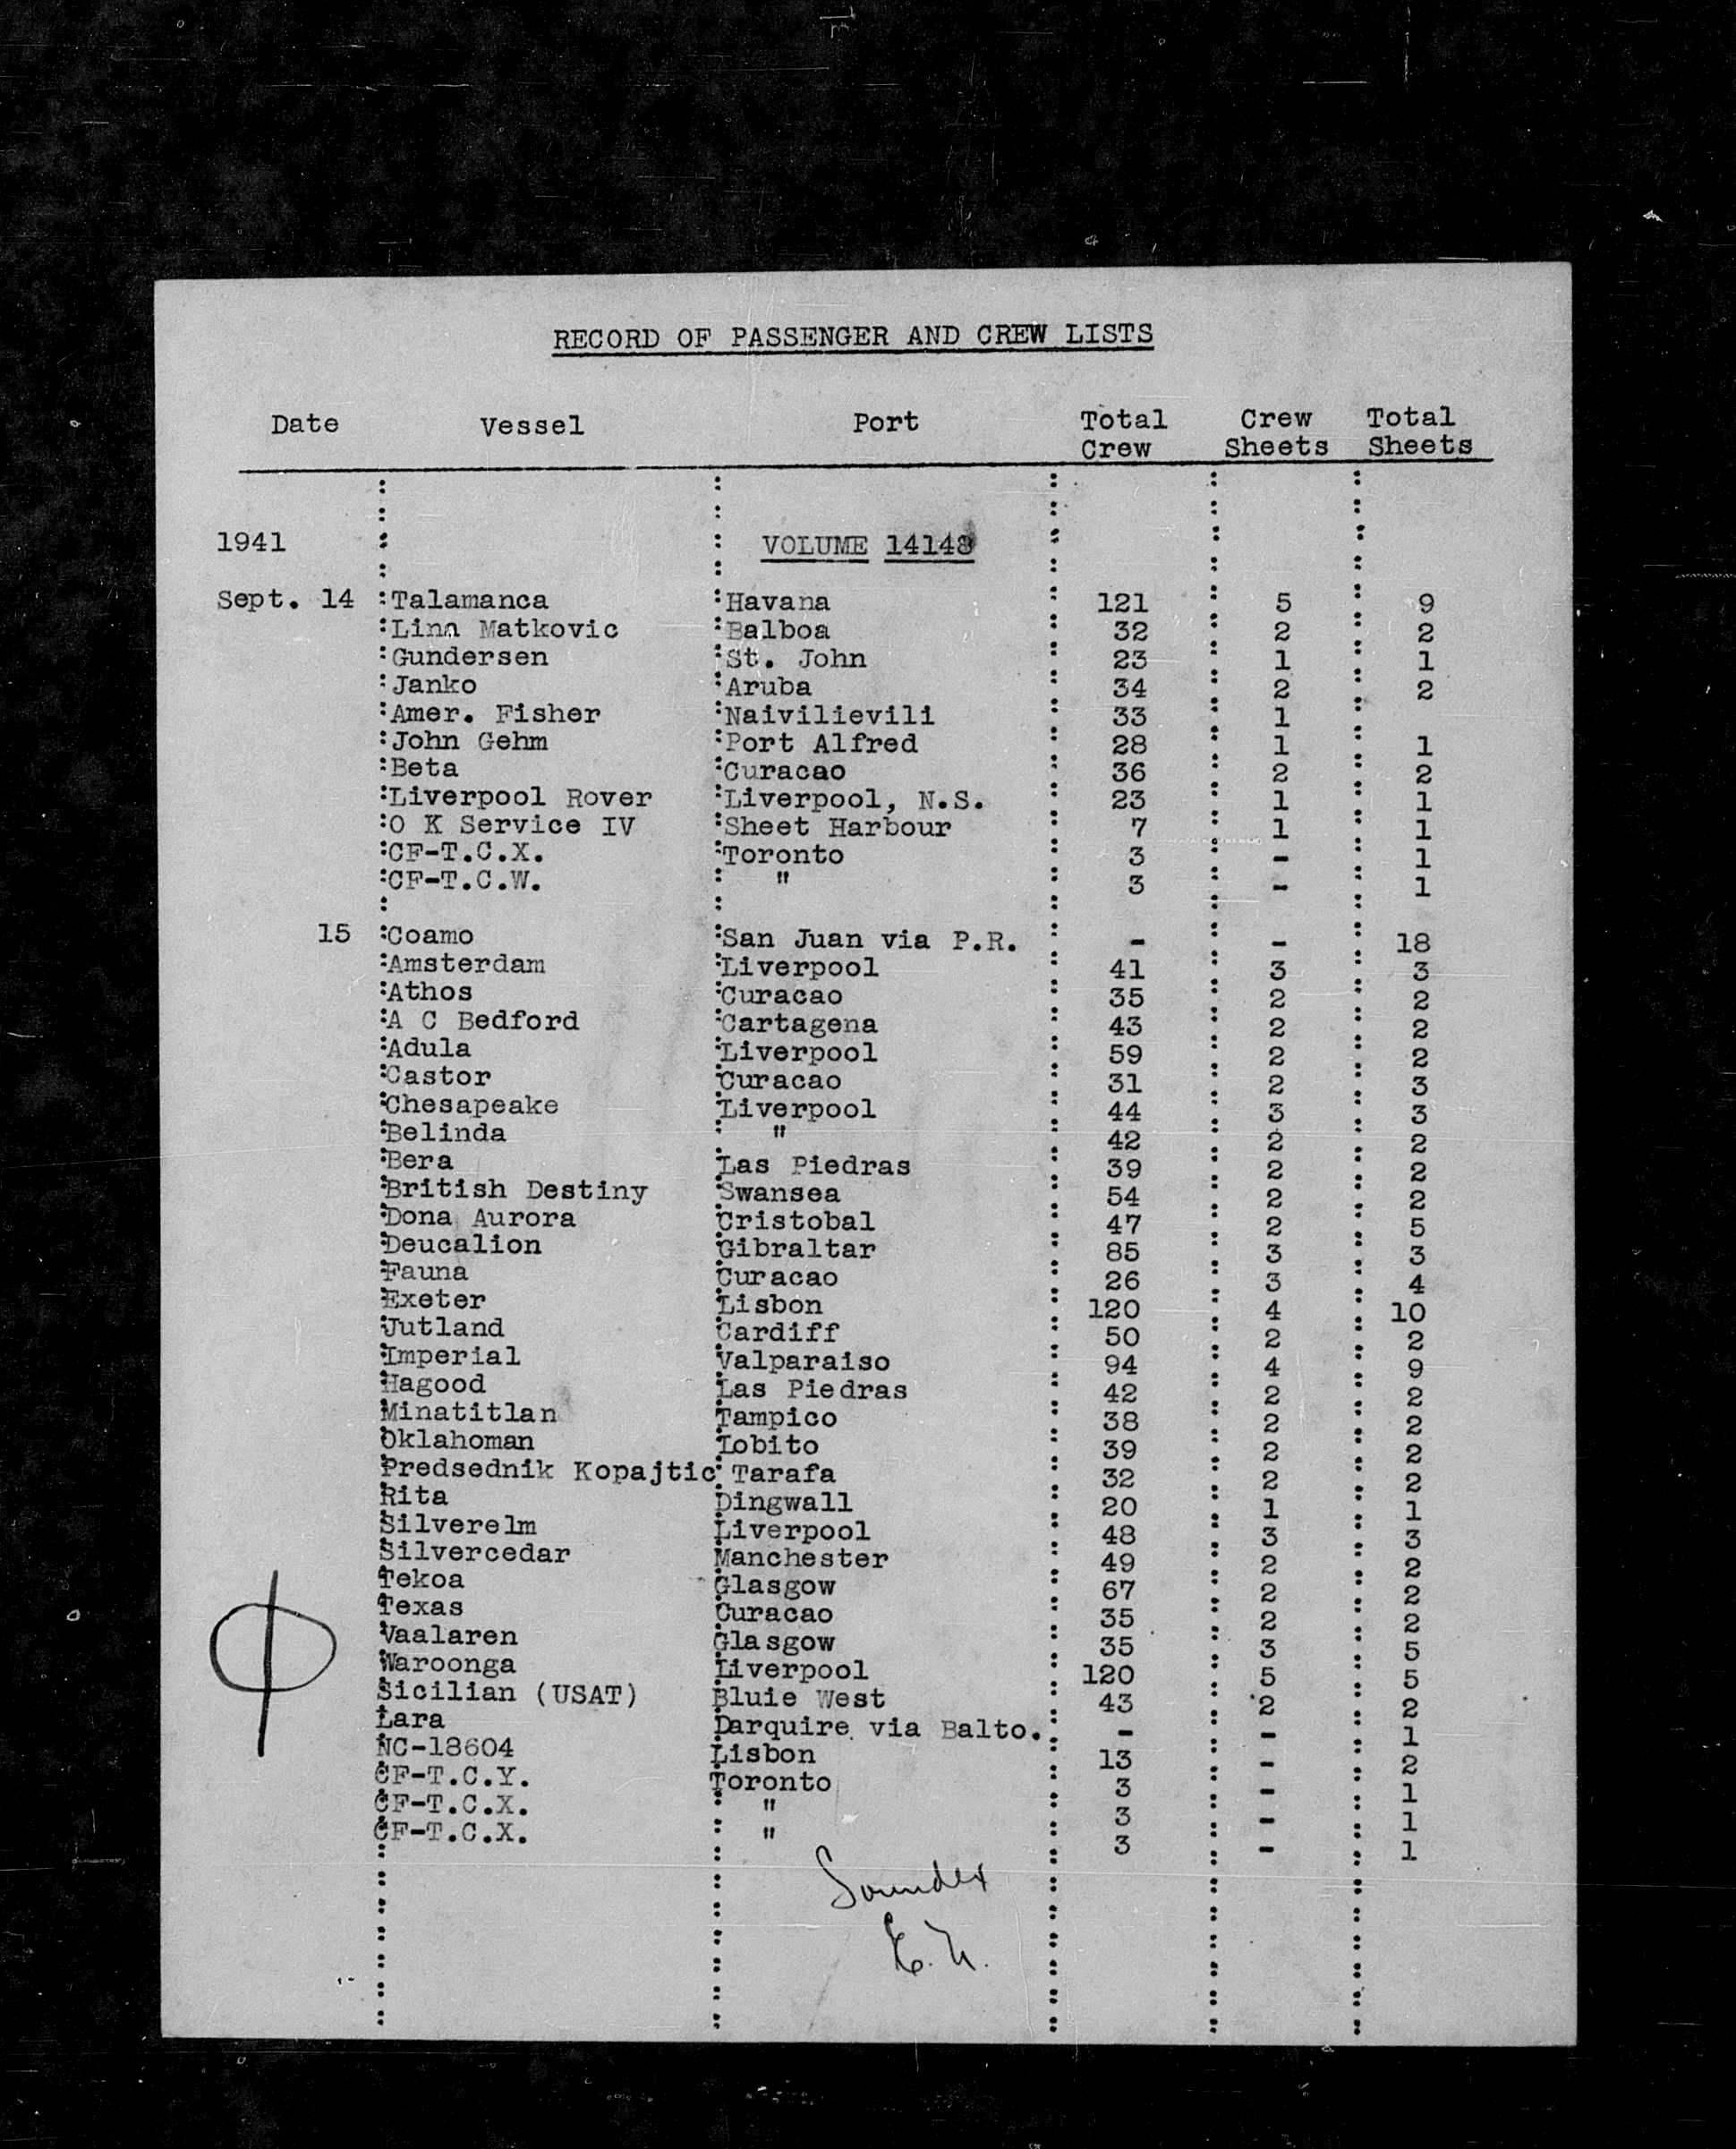 RECORD OF PASSENGER AND CREW LISTS
Date Vessel Port Total Crew Crew Sheets Total Sheets
1941 VOLUME 14148
Sept. 14 Talamanca Havana 121 5 9
Lina Matkovic Balboa 32 2 2
Gundersen St. John 23 1 1
Janko Aruba 34 2 2
Amer. Fisher Naivilievili 33 1
John Gehm Port Alfred 28 1 1
Beta Curacao 36 2 2
Liverpool Rover Liverpool, N.S. 23 1 1
O K Service IV Sheet Harbour 7 1 1
CF-T.C.X. Toronto 3 - 1
CF-T.C.W. " 3 - 1
15 Coamo San Juan via P.R. - - 18
Amsterdam Liverpool 41 3 3
Athos Curacao 35 2 2
A C Bedford Cartagena 43 2 2
Adula Liverpool 59 2 2
Castor Curacao 31 2 3
Chesapeake Liverpool 44 3 3
Belinda " 42 2 2
Bera Las Piedras 39 2 2
British Destiny Swansea 54 2 2
Dona Aurora Cristobal 47 2 5
Deucalion Gibraltar 85 3 3
Fauna Curacao 26 3 4
Exeter Lisbon 120 4 10
Jutland Cardiff 50 2 2
Imperial Valparaiso 94 4 9
Hagood Las Piedras 42 2 2
Minatitlan Tampico 38 2 2
Oklahoman Lobito 39 2 2
Predsednik Kopajtic Tarafa 32 2 2
Rita Dingwall 20 1 1
Silverelm Liverpool 48 3 3
Silvercedar Manchester 49 2 2
Tekoa Glasgow 67 2 2
Texas Curacao 35 2 2
Vaalaren Glasgow 35 3 5
Waroonga Liverpool 120 5 5
Sicilian (USAT) Bluie West 43 2 2
Lara Darquire via Balto. - - 1
NC-18604 Lisbon 13 - 2
CF-T.C.Y. Toronto 3 - 1
CF-T.C.X. " 3 - 1
CF-T.C.X. " 3 - 1
Soundex
E.N.